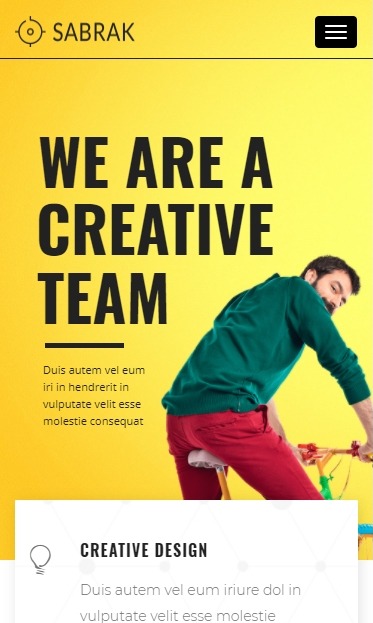 SABRAK
WE ARE A
CREATIVE
TEAM
Duis autem vel eum
iri in hendrerit in
vulputate velit esse
molestie consequat
CREATIVE DESIGN
Duis autem vel eum iriure dol in
vulputate velit esse molestie